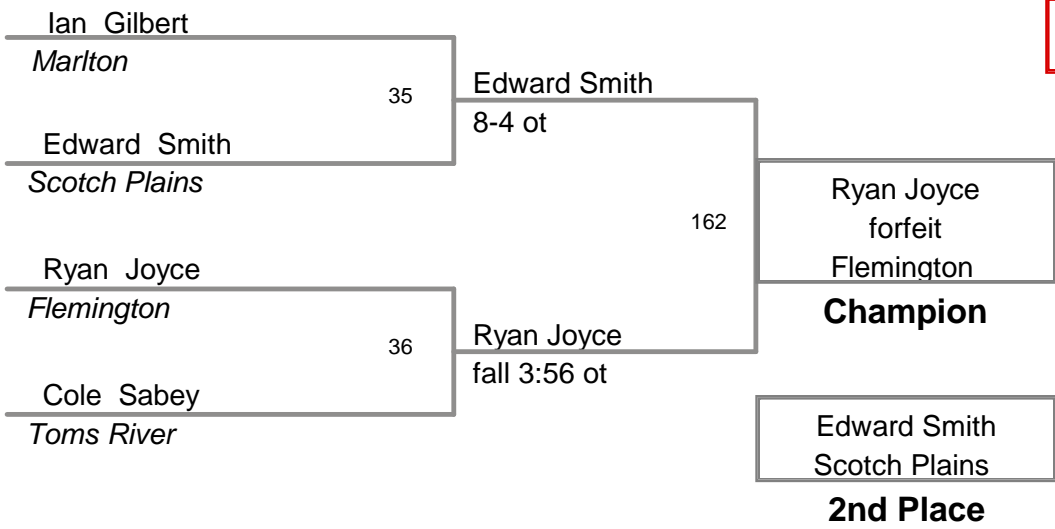 Ian Gilbert
Marlton
35
Edward Smith
8-4 ot
Edward Smith
Scotch Plains
162
Ryan Joyce
forfeit
Flemington
Champion
Ryan Joyce
Flemington
36
Ryan Joyce
fall 3:56 ot
Cole Sabey
Toms River
Edward Smith
Scotch Plains
2nd Place